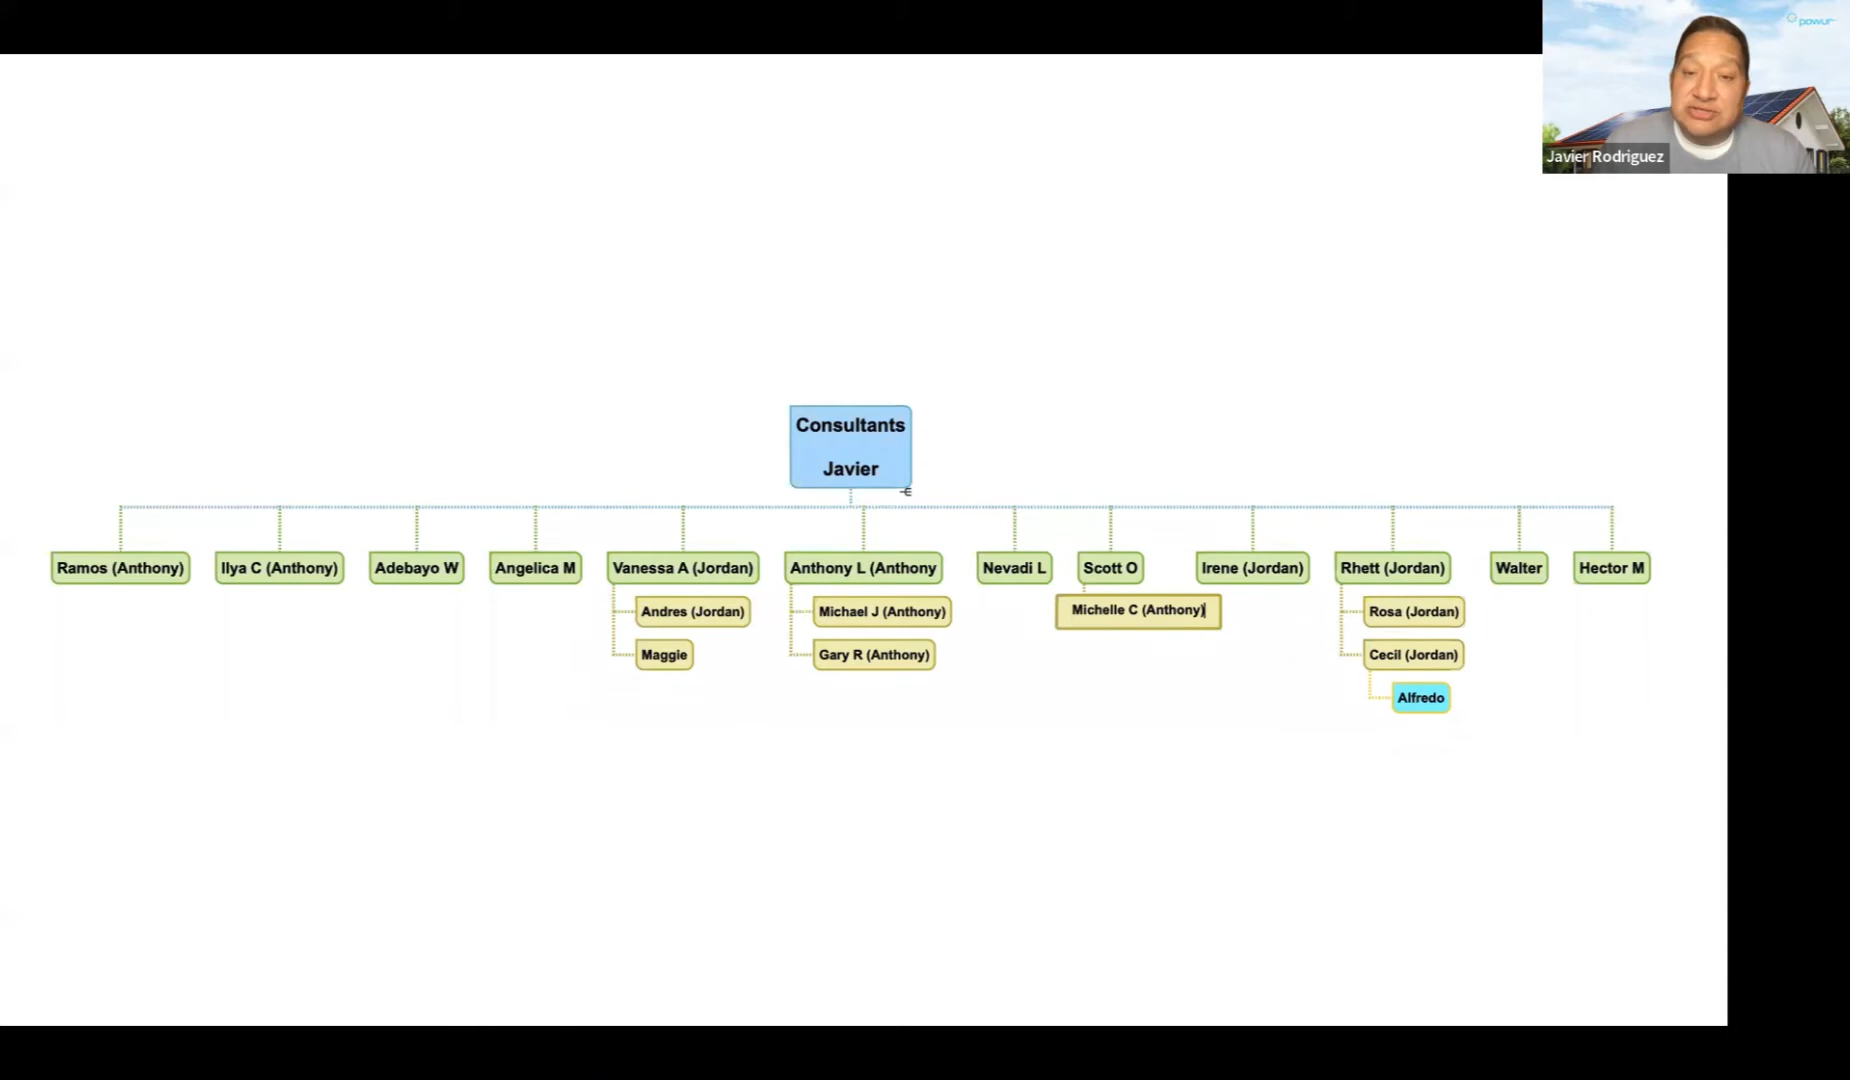 powur
Javier Rodriguez
Consultants
Javier
Ramos (Anthony)
Ilya C (Anthony)
Adebayo W
Angelica M
Vanessa A (Jordan)
Anthony L (Anthony
Nevadi L
Scott O
Irene (Jordan)
Rhett (Jordan)
Walter
Hector M
Andres (Jordan)
Michael J (Anthony)
Michelle C (Anthony)
Rosa (Jordan)
Maggie
Gary R (Anthony)
Cecil (Jordan)
Alfredo